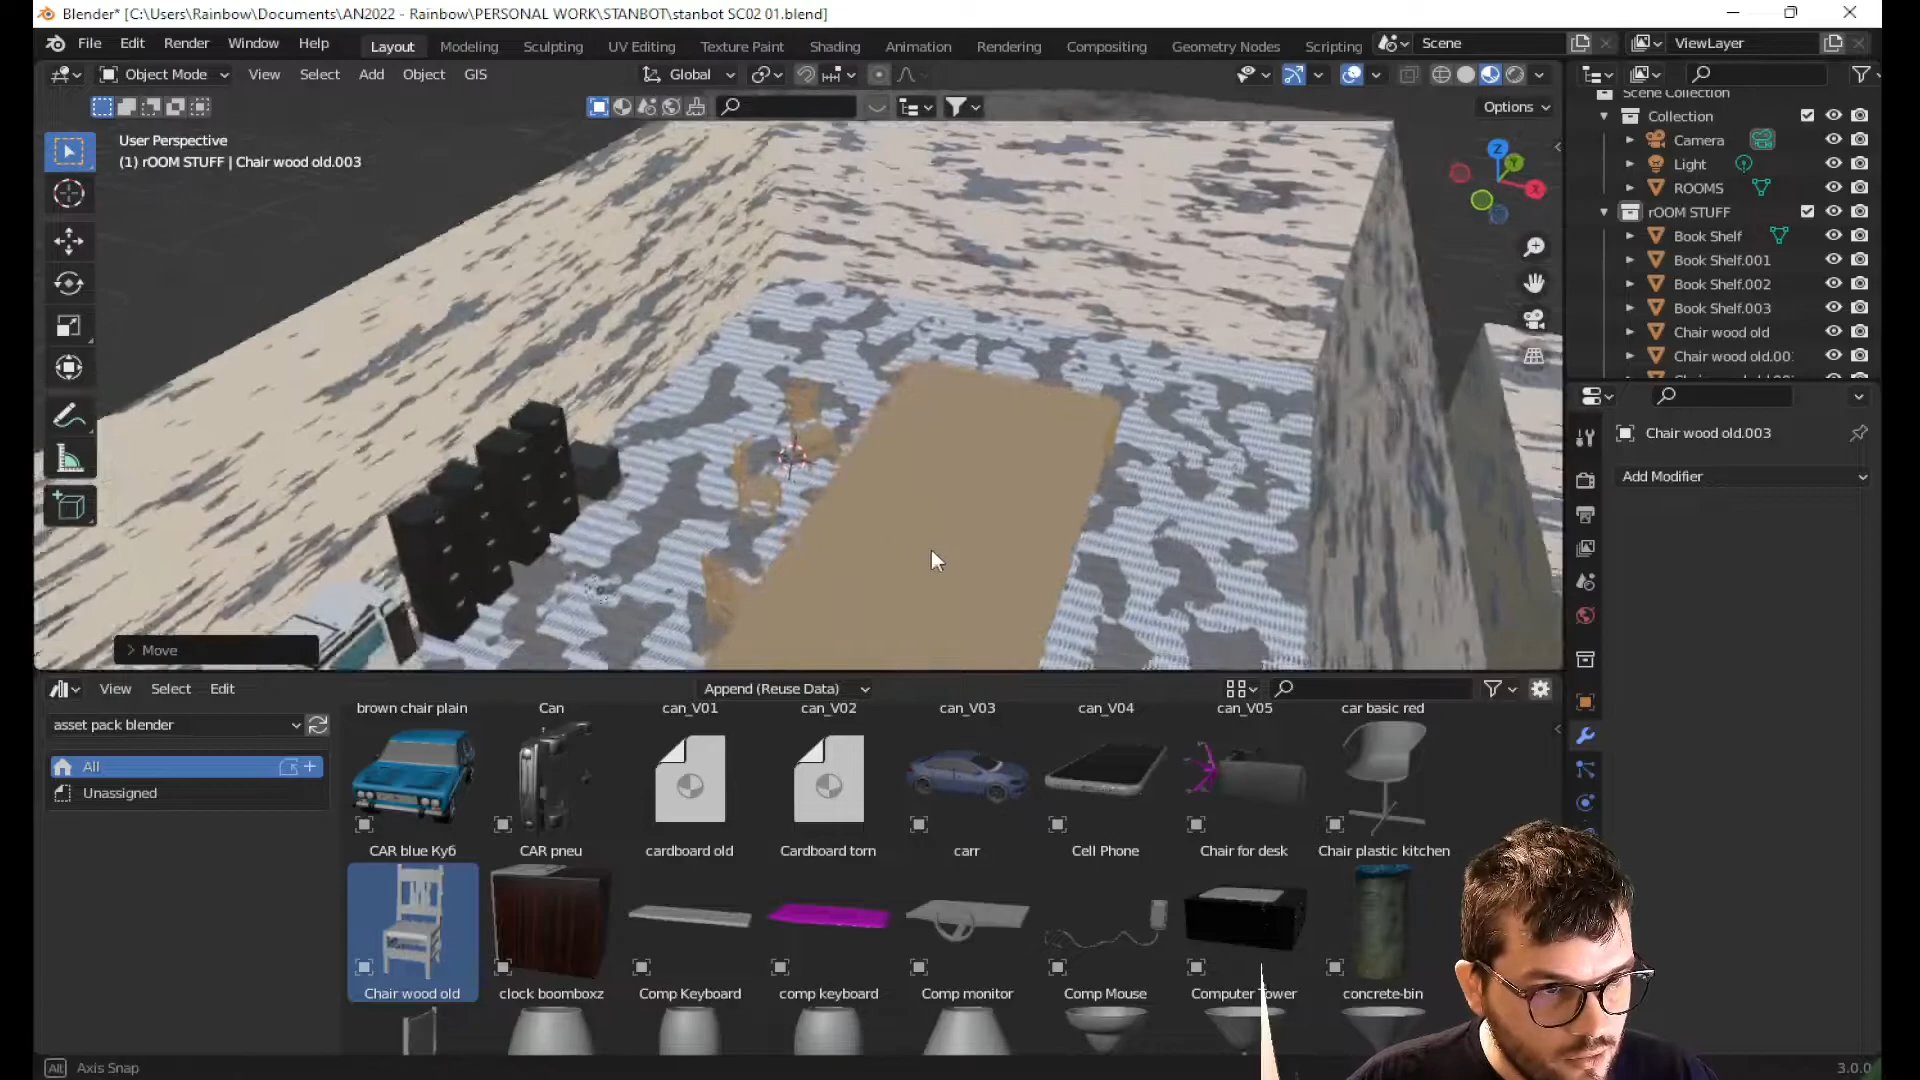 Blender* [C:\Users\Rainbow\Documents\AN2022 - Rainbow\PERSONAL WORK\STANBOT\stanbot SC02 01.blend]
File Edit Render Window Help Layout Modeling Sculpting UV Editing Texture Paint Shading Animation Rendering Compositing Geometry Nodes Scripting Scene ViewLayer
Object Mode View Select Add Object GIS Global
Options
User Perspective
(1) rOOM STUFF | Chair wood old.003
Scene Collection
Collection
Camera
Light
ROOMS
rOOM STUFF
Book Shelf
Book Shelf.001
Book Shelf.002
Book Shelf.003
Chair wood old
Chair wood old.00
Chair wood old.003
Add Modifier
X
Y
Z
Move
View Select Edit Append (Reuse Data)
asset pack blender
All
Unassigned
brown chair plain Can can_V01 can_V02 can_V03 can_V04 can_V05 car basic red
CAR blue Куб CAR pneu cardboard old Cardboard torn carr Cell Phone Chair for desk Chair plastic kitchen
Chair wood old clock boomboxz Comp Keyboard comp keyboard Comp monitor Comp Mouse Computer Tower concrete-bin
Alt Axis Snap
3.0.0